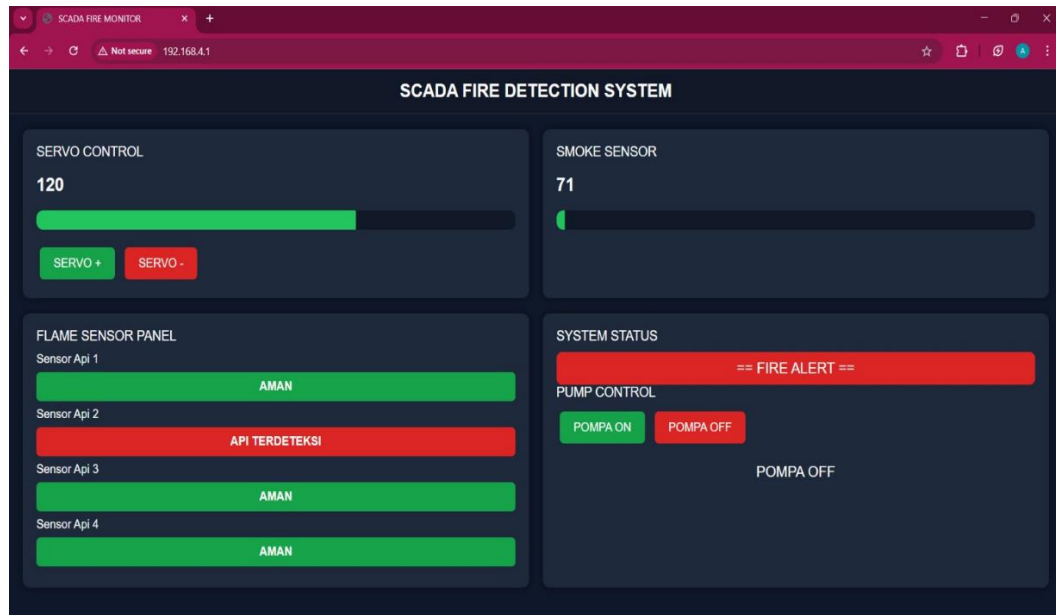 SCADA FIRE MONITOR
Not secure 192.168.4.1
A
SCADA FIRE DETECTION SYSTEM
SERVO CONTROL
120
SERVO +
SERVO -
SMOKE SENSOR
71
FLAME SENSOR PANEL
Sensor Api 1
AMAN
Sensor Api 2
API TERDETEKSI
Sensor Api 3
AMAN
Sensor Api 4
AMAN
SYSTEM STATUS
== FIRE ALERT ==
PUMP CONTROL
POMPA ON
POMPA OFF
POMPA OFF